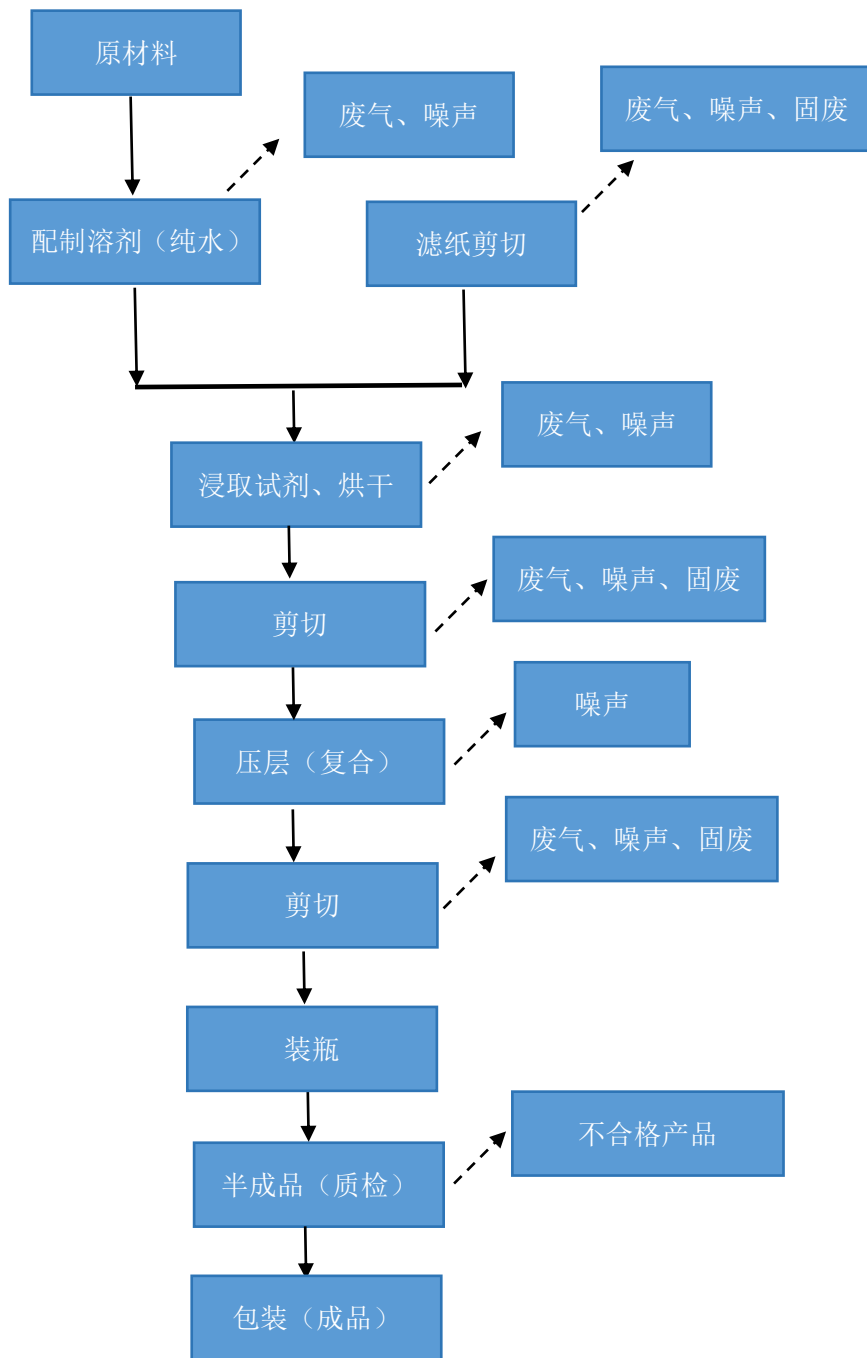 原材料
废气、噪声
废气、噪声、固废
配制溶剂（纯水）
滤纸剪切
废气、噪声
浸取试剂、烘干
废气、噪声、固废
剪切
噪声
压层（复合）
废气、噪声、固废
剪切
装瓶
不合格产品
半成品（质检）
包装（成品）